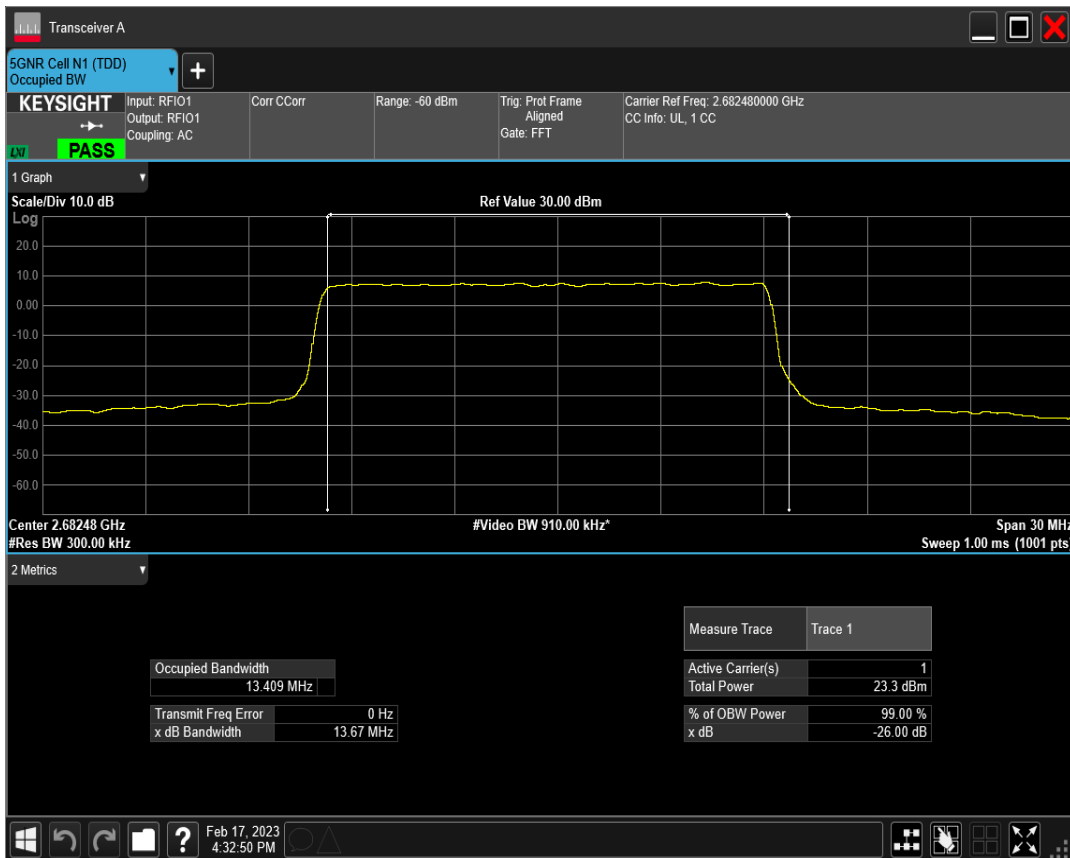 Transceiver A
5GNR Cell N1 (TDD)
Occupied BW
KEYSIGHT
LXI
PASS
Input: RFIO1
Output: RFIO1
Coupling: AC
Corr CCorr
Range: -60 dBm
Trig: Prot Frame
Aligned
Gate: FFT
Carrier Ref Freq: 2.682480000 GHz
CC Info: UL, 1 CC
1 Graph
Scale/Div 10.0 dB
Ref Value 30.00 dBm
Log
20.0
10.0
0.00
-10.0
-20.0
-30.0
-40.0
-50.0
-60.0
Center 2.68248 GHz
#Video BW 910.00 kHz*
Span 30 MHz
#Res BW 300.00 kHz
Sweep 1.00 ms (1001 pts)
2 Metrics
Measure Trace Trace 1
Occupied Bandwidth
13.409 MHz
Active Carrier(s) 1
Total Power 23.3 dBm
Transmit Freq Error 0 Hz
x dB Bandwidth 13.67 MHz
% of OBW Power 99.00 %
x dB -26.00 dB
?
Feb 17, 2023
4:32:50 PM